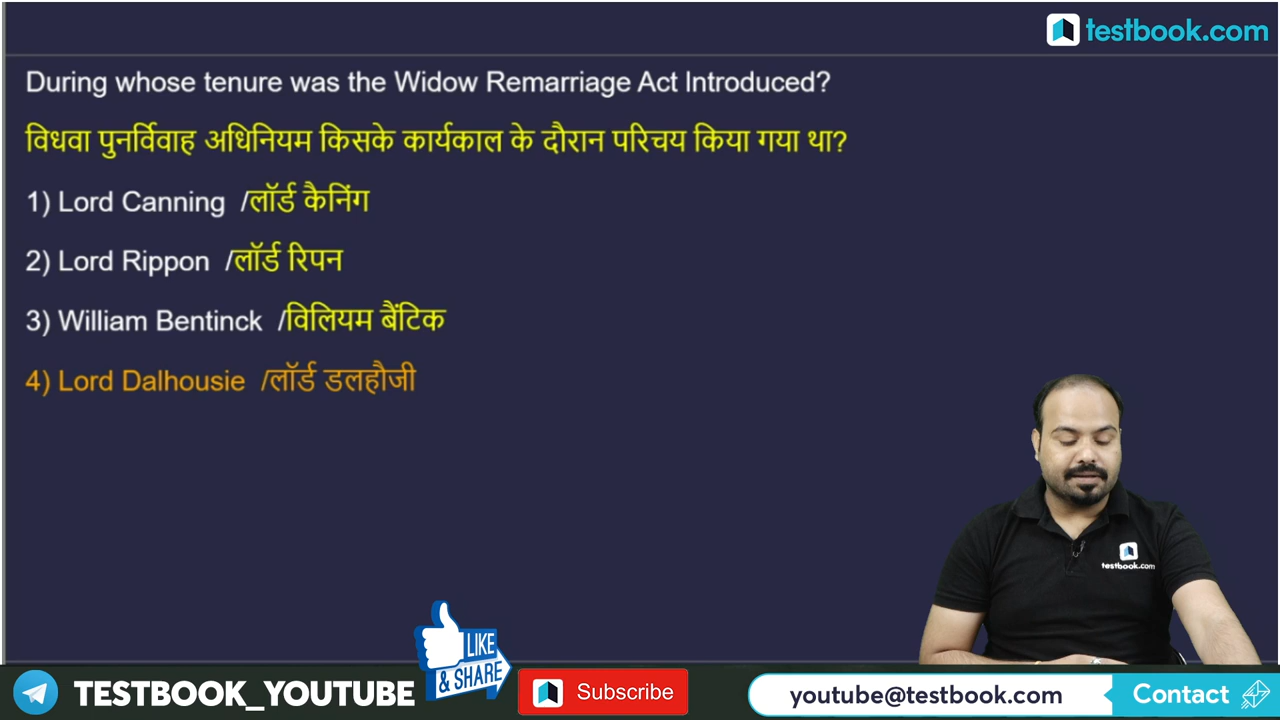 testbook.com
During whose tenure was the Widow Remarriage Act Introduced?
विधवा पुनर्विवाह अधिनियम किसके कार्यकाल के दौरान परिचय किया गया था?
1) Lord Canning /लॉर्ड कैनिंग
2) Lord Rippon /लॉर्ड रिपन
3) William Bentinck /विलियम बैंटिक
4) Lord Dalhousie /लॉर्ड डलहौजी
testbook.com
LIKE
& SHARE
TESTBOOK_YOUTUBE
Subscribe
youtube@testbook.com
Contact